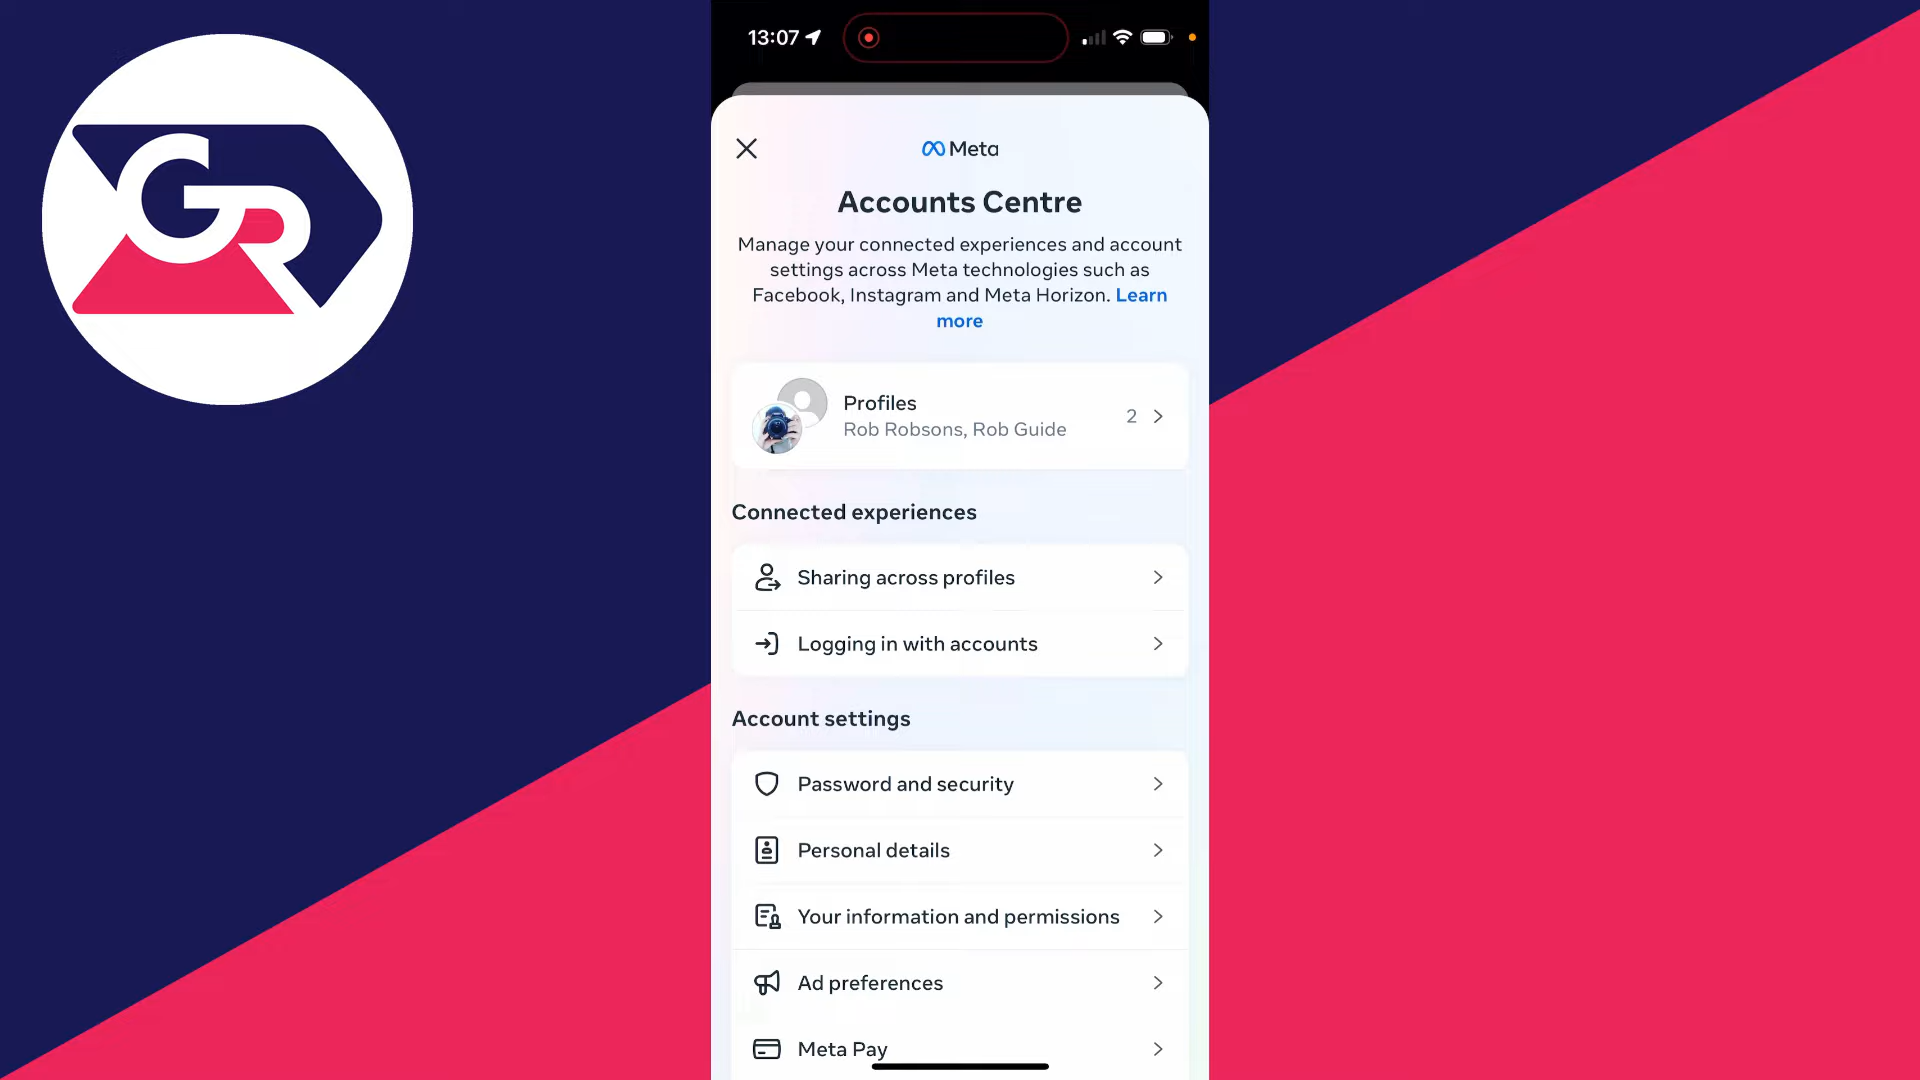 GR
13:07
Meta
Accounts Centre
Manage your connected experiences and account
settings across Meta technologies such as
Facebook, Instagram and Meta Horizon. Learn
more
Profiles
Rob Robsons, Rob Guide
2
Connected experiences
Sharing across profiles
Logging in with accounts
Account settings
Password and security
Personal details
Your information and permissions
Ad preferences
Meta Pay